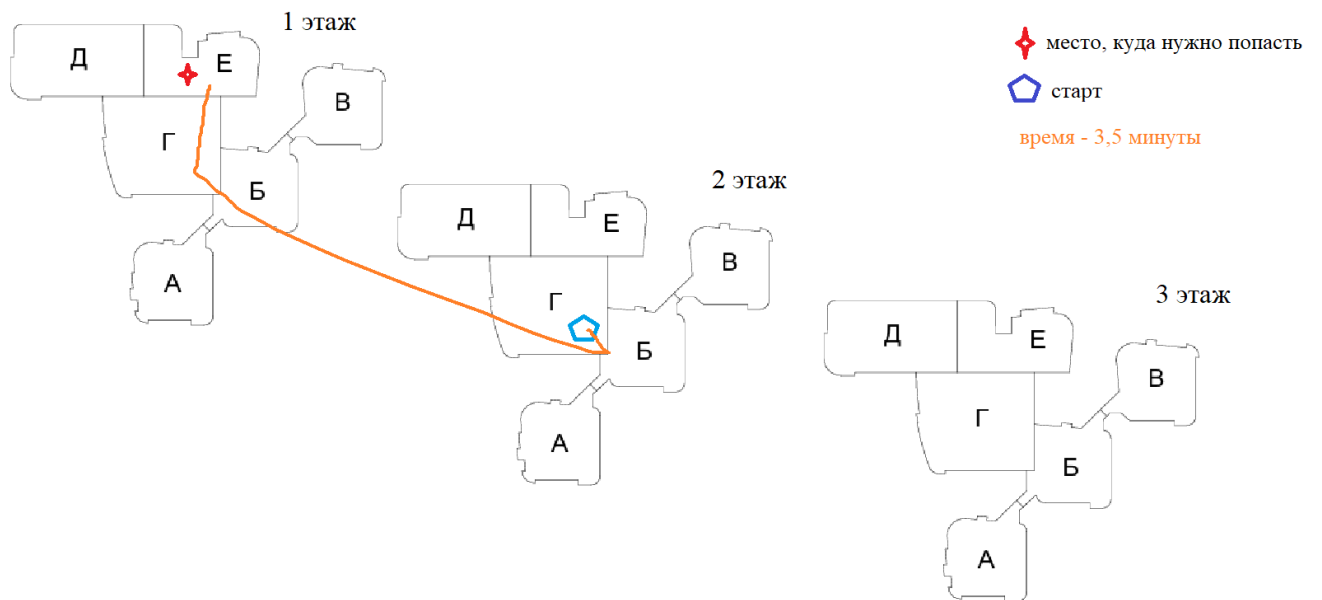 1 этаж
Д
Е
В
Г
Б
А
2 этаж
Д
Е
В
Г
Б
А
3 этаж
Д
Е
В
Г
Б
А
место, куда нужно попасть
старт
время - 3,5 минуты